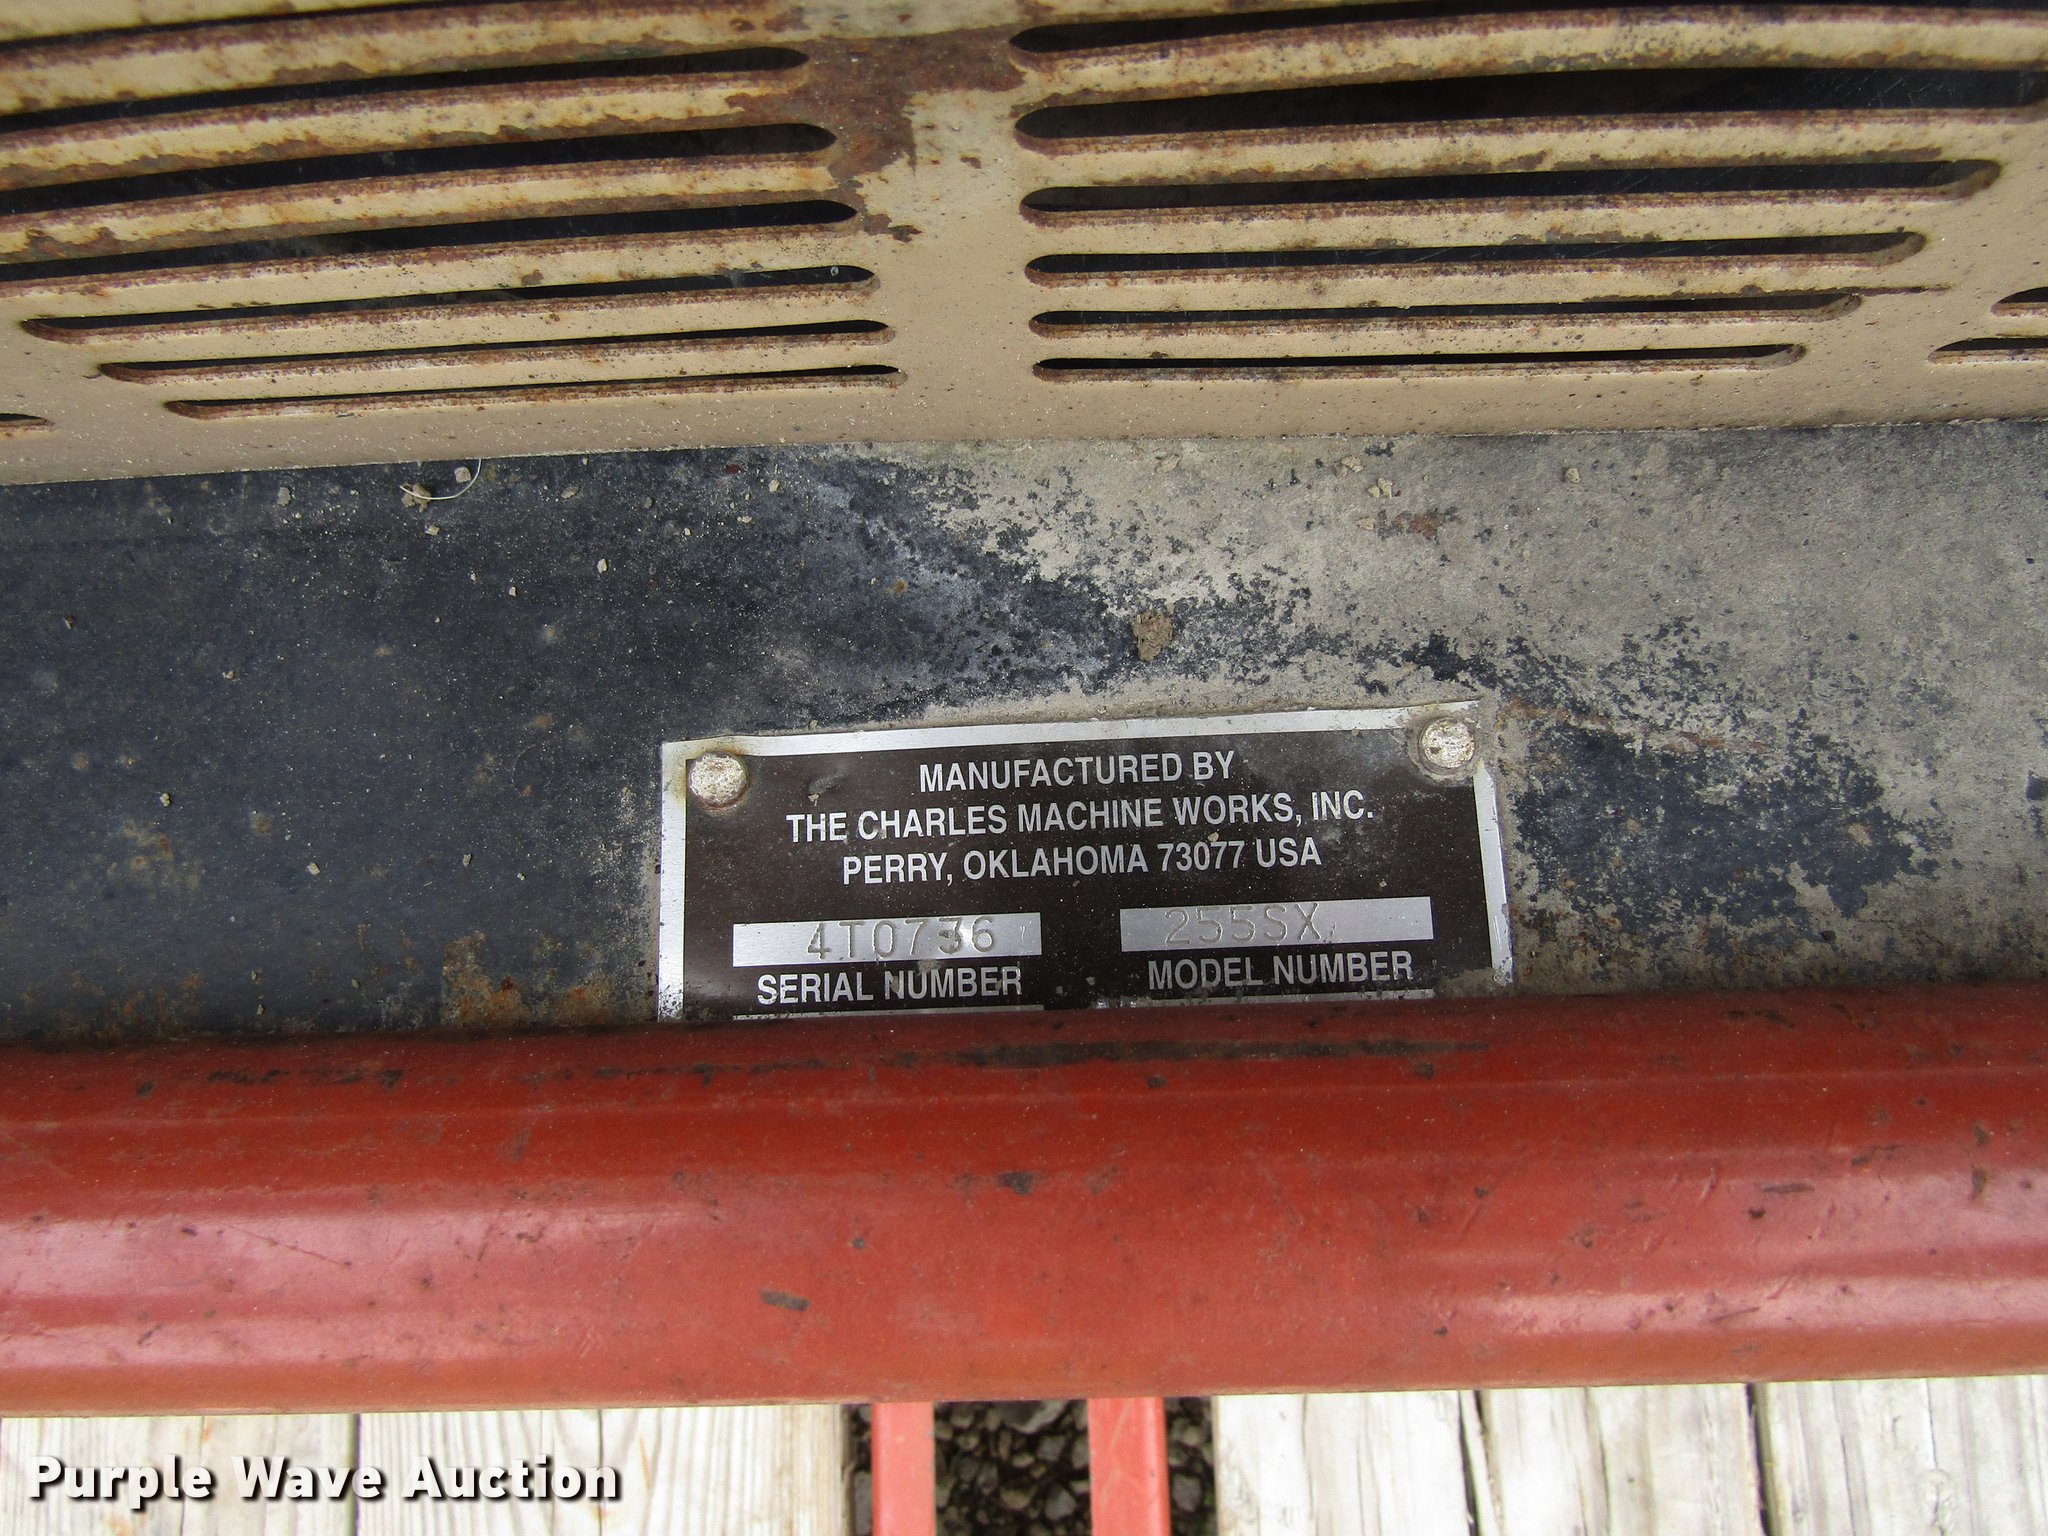 MANUFACTURED BY
THE CHARLES MACHINE WORKS, INC.
PERRY, OKLAHOMA 73077 USA
4T0736 255SX
SERIAL NUMBER MODEL NUMBER
Purple Wave Auction